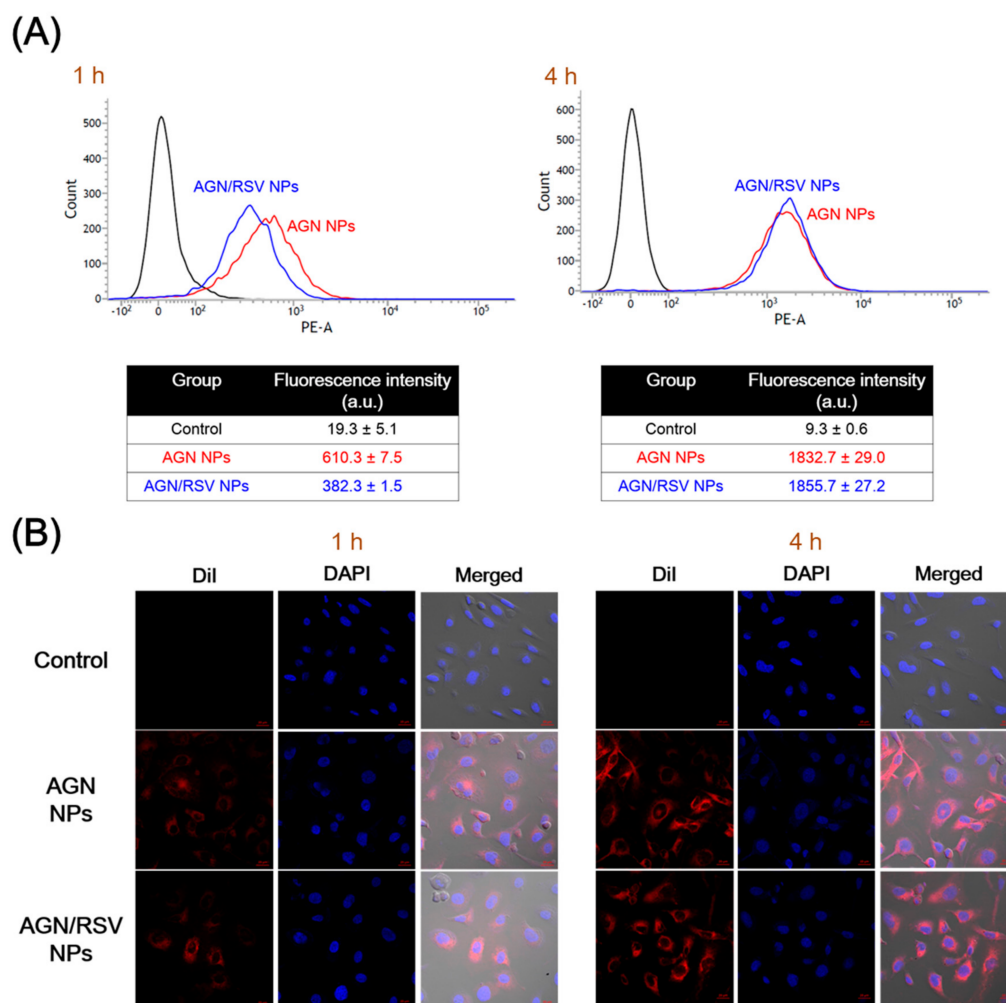 (A)
1 h
500
400
300
200
100
0
Count
AGN/RSV NPs
AGN NPs
-10² 0 10² 10³ 10⁴ 10⁵
PE-A
4 h
600
500
400
300
200
100
0
Count
AGN/RSV NPs
AGN NPs
-10² 0 10² 10³ 10⁴ 10⁵
PE-A
Group Fluorescence intensity
(a.u.)
Control 19.3 ± 5.1
AGN NPs 610.3 ± 7.5
AGN/RSV NPs 382.3 ± 1.5
Group Fluorescence intensity
(a.u.)
Control 9.3 ± 0.6
AGN NPs 1832.7 ± 29.0
AGN/RSV NPs 1855.7 ± 27.2
(B)
1 h 4 h
DiI DAPI Merged DiI DAPI Merged
Control
AGN
NPs
AGN/RSV
NPs